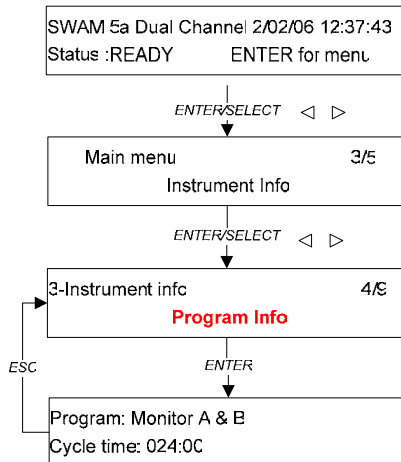 SWAM 5a Dual Channel 2/02/06 12:37:43
Status :READY ENTER for menu
ENTER/SELECT
Main menu 3/5
Instrument Info
ENTER/SELECT
3-Instrument info 4/9
Program Info
ESC
ENTER
Program: Monitor A & B
Cycle time: 024:00